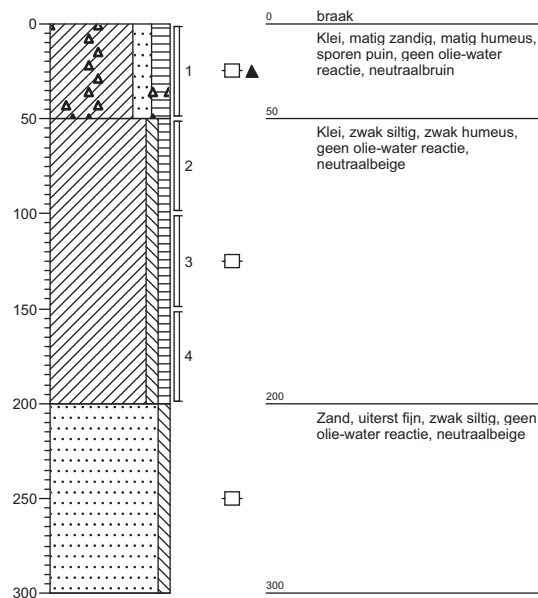 0
50
100
150
200
250
300
1
2
3
4
0
braak
Klei, matig zandig, matig humeus,
sporen puin, geen olie-water
reactie, neutraalbruin
50
Klei, zwak siltig, zwak humeus,
geen olie-water reactie,
neutraalbeige
200
Zand, uiterst fijn, zwak siltig, geen
olie-water reactie, neutraalbeige
300